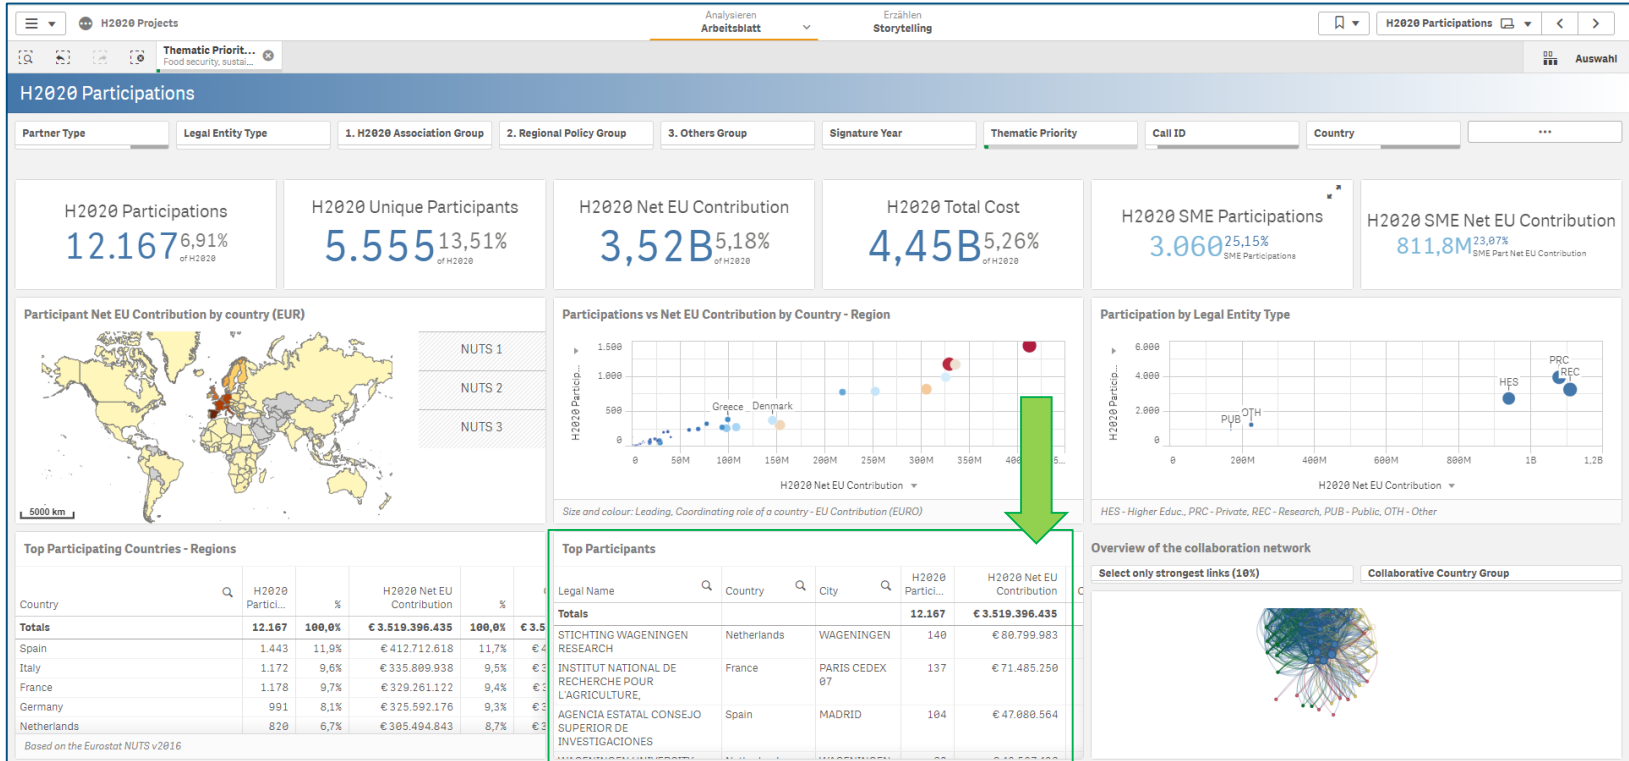 H2020 Projects
Analysieren
Arbeitsblatt
Erzählen
Storytelling
H2020 Participations
Thematic Priorit...
Food security, sustai...
Auswahl
H2020 Participations
Partner Type
Legal Entity Type
1. H2020 Association Group
2. Regional Policy Group
3. Others Group
Signature Year
Thematic Priority
Call ID
Country
...
H2020 Participations
12.167 6,91%
of H2020
H2020 Unique Participants
5.555 13,51%
of H2020
H2020 Net EU Contribution
3,52B 5,18%
of H2020
H2020 Total Cost
4,45B 5,26%
of H2020
H2020 SME Participations
3.060 25,15%
SME Participations
H2020 SME Net EU Contribution
811,8M 23,07%
SME Part Net EU Contribution
Participant Net EU Contribution by country (EUR)
NUTS 1
NUTS 2
NUTS 3
5000 km
Participations vs Net EU Contribution by Country - Region
H2020 Particip...
1.500
1.000
500
0
Greece
Denmark
0 50M 100M 150M 200M 250M 300M 350M
H2020 Net EU Contribution
Size and colour: Leading, Coordinating role of a country - EU Contribution (EURO)
Participation by Legal Entity Type
H2020 Particip...
6.000
4.000
2.000
0
PRC
REC
HES
OTH
PUB
0 200M 400M 600M 800M 1B 1,2B
H2020 Net EU Contribution
HES - Higher Educ., PRC - Private, REC - Research, PUB - Public, OTH - Other
Top Participating Countries - Regions
Country
H2020 Partici...
%
H2020 Net EU Contribution
%
Totals 12.167 100,0% € 3.519.396.435 100,0% € 3.5
Spain 1.443 11,9% € 412.712.618 11,7% € 4
Italy 1.172 9,6% € 335.809.938 9,5% € 3
France 1.178 9,7% € 329.261.122 9,4% € 3
Germany 991 8,1% € 325.592.176 9,3% € 3
Netherlands 820 6,7% € 305.494.843 8,7% € 3
Based on the Eurostat NUTS v2016
Top Participants
Legal Name
Country
City
H2020 Partici...
H2020 Net EU Contribution
Totals 12.167 € 3.519.396.435
STICHTING WAGENINGEN Netherlands WAGENINGEN 140 € 80.799.983
RESEARCH
INSTITUT NATIONAL DE France PARIS CEDEX 137 € 71.485.250
RECHERCHE POUR 07
L'AGRICULTURE,
AGENCIA ESTATAL CONSEJO Spain MADRID 104 € 47.080.564
SUPERIOR DE
INVESTIGACIONES
Overview of the collaboration network
Select only strongest links (10%)
Collaborative Country Group